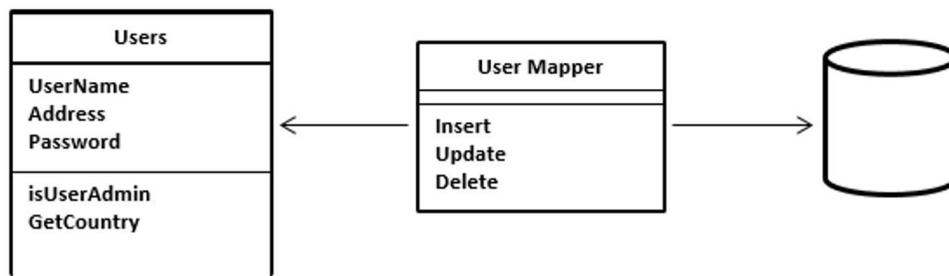 Users
UserName
Address
Password
isUserAdmin
GetCountry
User Mapper
Insert
Update
Delete